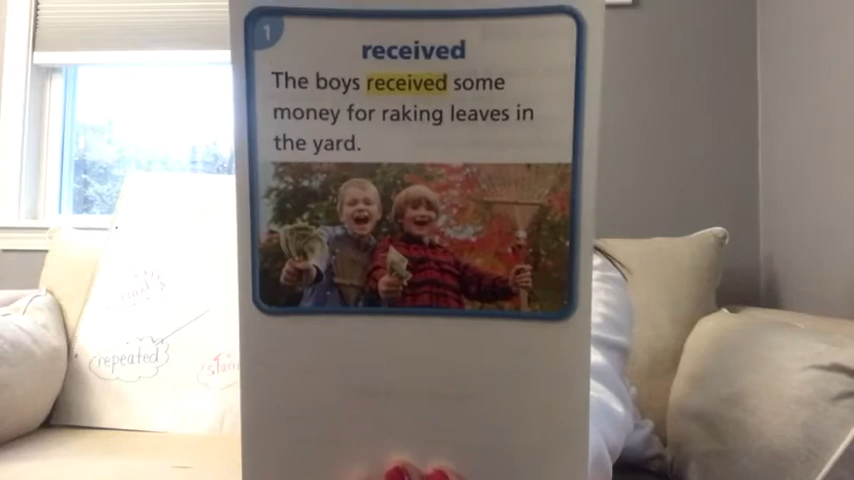 1
received
The boys received some
money for raking leaves in
the yard.
repeated